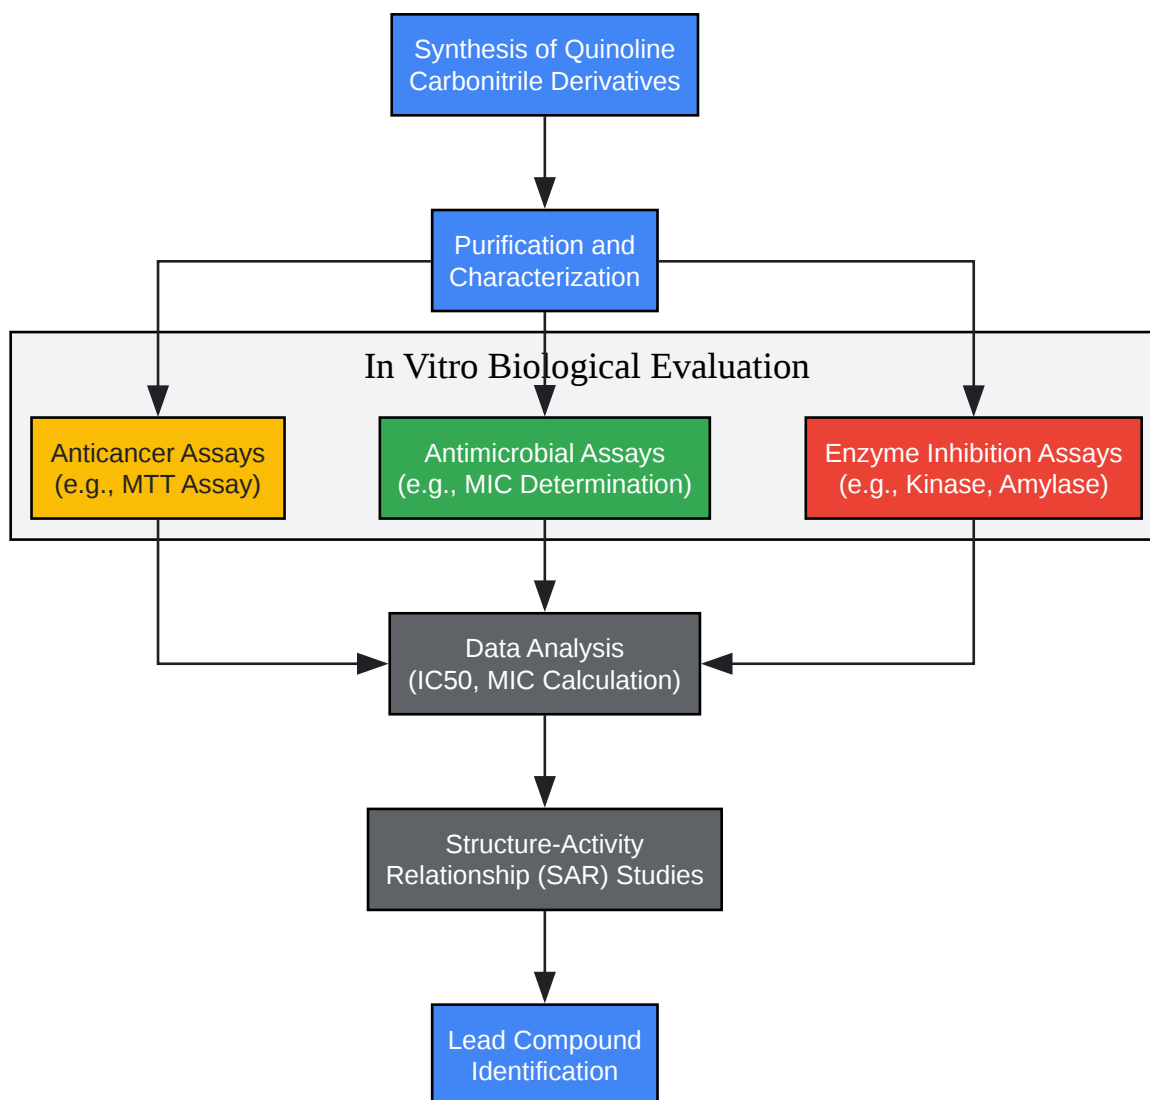 Synthesis of Quinoline
Carbonitrile Derivatives
Purification and
Characterization
In Vitro Biological Evaluation
Anticancer Assays
(e.g., MTT Assay)
Antimicrobial Assays
(e.g., MIC Determination)
Enzyme Inhibition Assays
(e.g., Kinase, Amylase)
Data Analysis
(IC50, MIC Calculation)
Structure-Activity
Relationship (SAR) Studies
Lead Compound
Identification